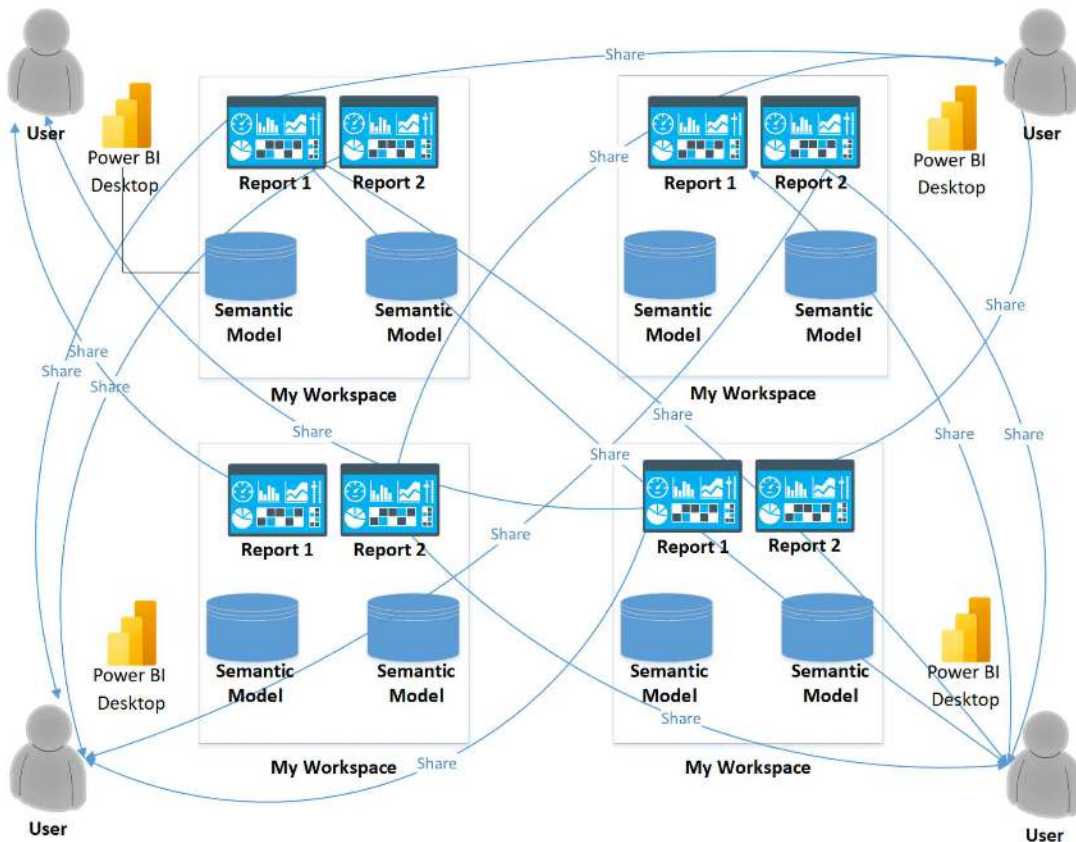 Share
User
Power BI
Desktop
Report 1
Report 2
Report 1
Report 2
Power BI
Desktop
User
Share
Semantic
Model
Semantic
Model
Semantic
Model
Semantic
Model
Share
Share
Share
Share
My Workspace
My Workspace
Share
Share
Share
Share
Share
Report 1
Report 2
Report 1
Report 2
Share
Power BI
Desktop
Semantic
Model
Semantic
Model
Semantic
Model
Semantic
Model
Power BI
Desktop
Share
Share
My Workspace
My Workspace
User
User